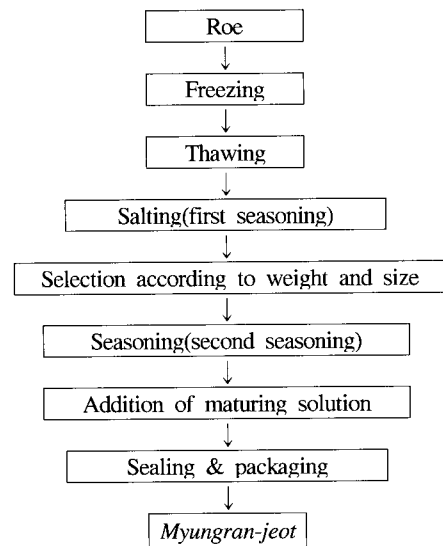 Roe
Freezing
Thawing
Salting(first seasoning)
Selection according to weight and size
Seasoning(second seasoning)
Addition of maturing solution
Sealing & packaging
Myungran-jeot